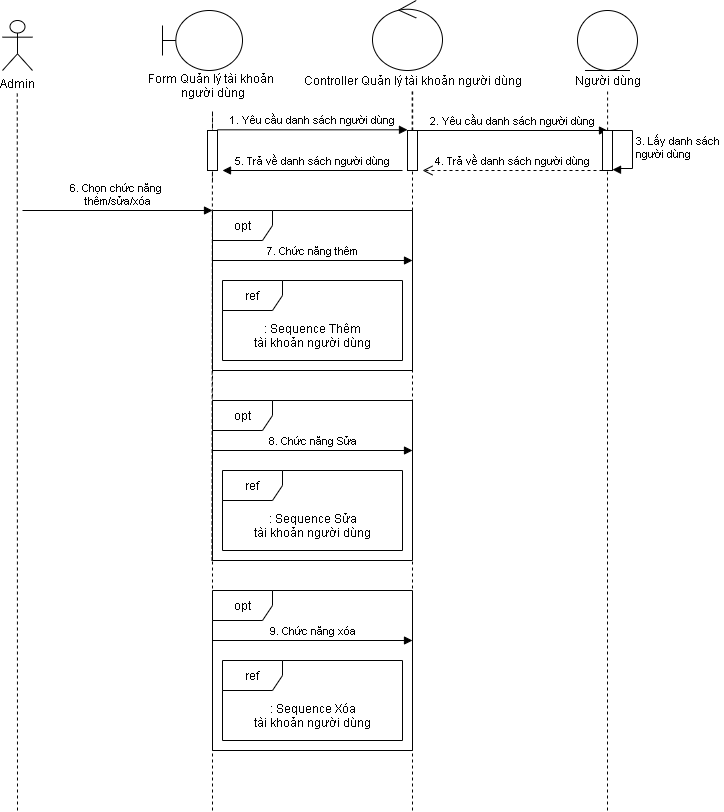 Admin
Form Quản lý tài khoản
người dùng
Controller Quản lý tài khoản người dùng
Người dùng
1. Yêu cầu danh sách người dùng
2. Yêu cầu danh sách người dùng
3. Lấy danh sách
người dùng
5. Trả về danh sách người dùng
4. Trả về danh sách người dùng
6. Chọn chức năng
thêm/sửa/xóa
opt
7. Chức năng thêm
ref
: Sequence Thêm
tài khoản người dùng
opt
8. Chức năng Sửa
ref
: Sequence Sửa
tài khoản người dùng
opt
9. Chức năng xóa
ref
: Sequence Xóa
tài khoản người dùng